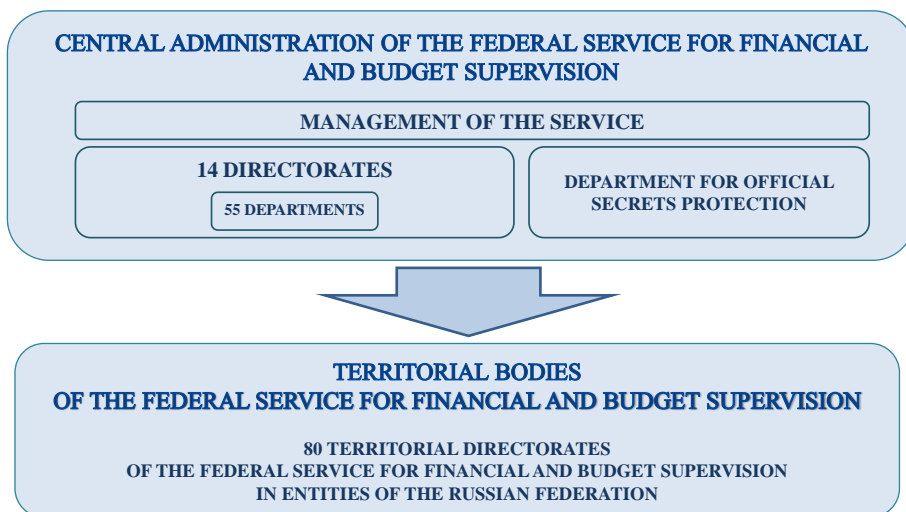 CENTRAL ADMINISTRATION OF THE FEDERAL SERVICE FOR FINANCIAL
AND BUDGET SUPERVISION
MANAGEMENT OF THE SERVICE
14 DIRECTORATES
55 DEPARTMENTS
DEPARTMENT FOR OFFICIAL
SECRETS PROTECTION
TERRITORIAL BODIES
OF THE FEDERAL SERVICE FOR FINANCIAL AND BUDGET SUPERVISION
80 TERRITORIAL DIRECTORATES
OF THE FEDERAL SERVICE FOR FINANCIAL AND BUDGET SUPERVISION
IN ENTITIES OF THE RUSSIAN FEDERATION